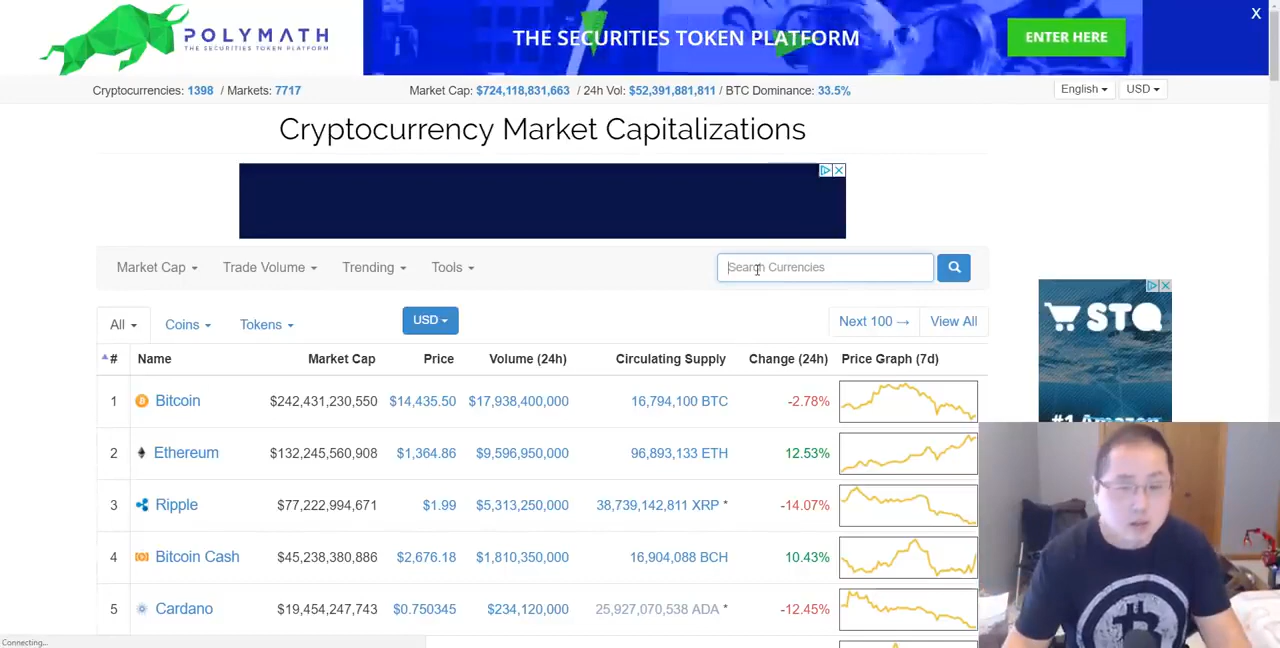 POLYMATH
THE SECURITIES TOKEN PLATFORM
THE SECURITIES TOKEN PLATFORM
ENTER HERE
X
Cryptocurrencies: 1398 / Markets: 7717
Market Cap: $724,118,831,663 / 24h Vol: $52,391,881,811 / BTC Dominance: 33.5%
English
USD
Cryptocurrency Market Capitalizations
Market Cap
Trade Volume
Trending
Tools
Search Currencies
All
Coins
Tokens
USD
Next 100 →
View All
# Name Market Cap Price Volume (24h) Circulating Supply Change (24h) Price Graph (7d)
1 Bitcoin $242,431,230,550 $14,435.50 $17,938,400,000 16,794,100 BTC -2.78%
2 Ethereum $132,245,560,908 $1,364.86 $9,596,950,000 96,893,133 ETH 12.53%
3 Ripple $77,222,994,671 $1.99 $5,313,250,000 38,739,142,811 XRP * -14.07%
4 Bitcoin Cash $45,238,380,886 $2,676.18 $1,810,350,000 16,904,088 BCH 10.43%
5 Cardano $19,454,247,743 $0.750345 $234,120,000 25,927,070,538 ADA * -12.45%
STQ
#1 Amazon
Connecting...